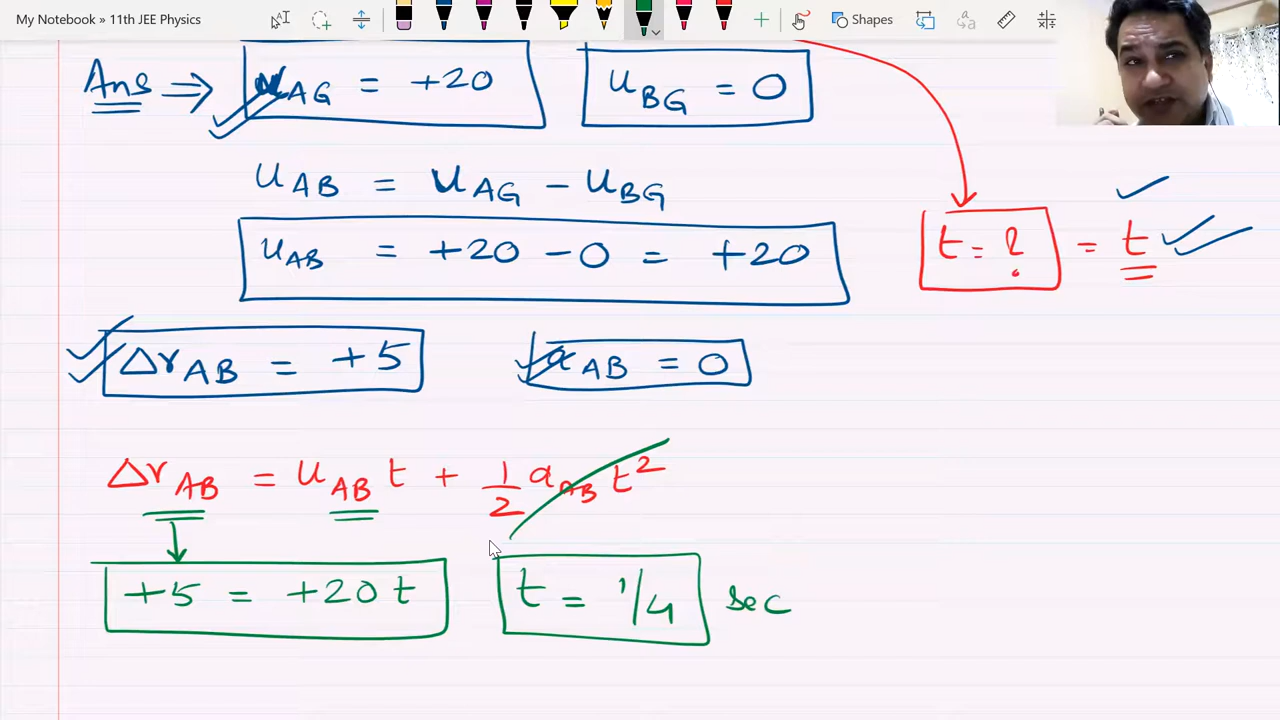 My Notebook » 11th JEE Physics
Shapes
Ans ⇒ uAG = +20 uBG = 0
uAB = uAG − uBG
uAB = +20 − 0 = +20
t = ? = t
ΔrAB = +5 aAB = 0
ΔrAB = uAB t + 1/2 aAB t²
+5 = +20 t t = 1/4 sec